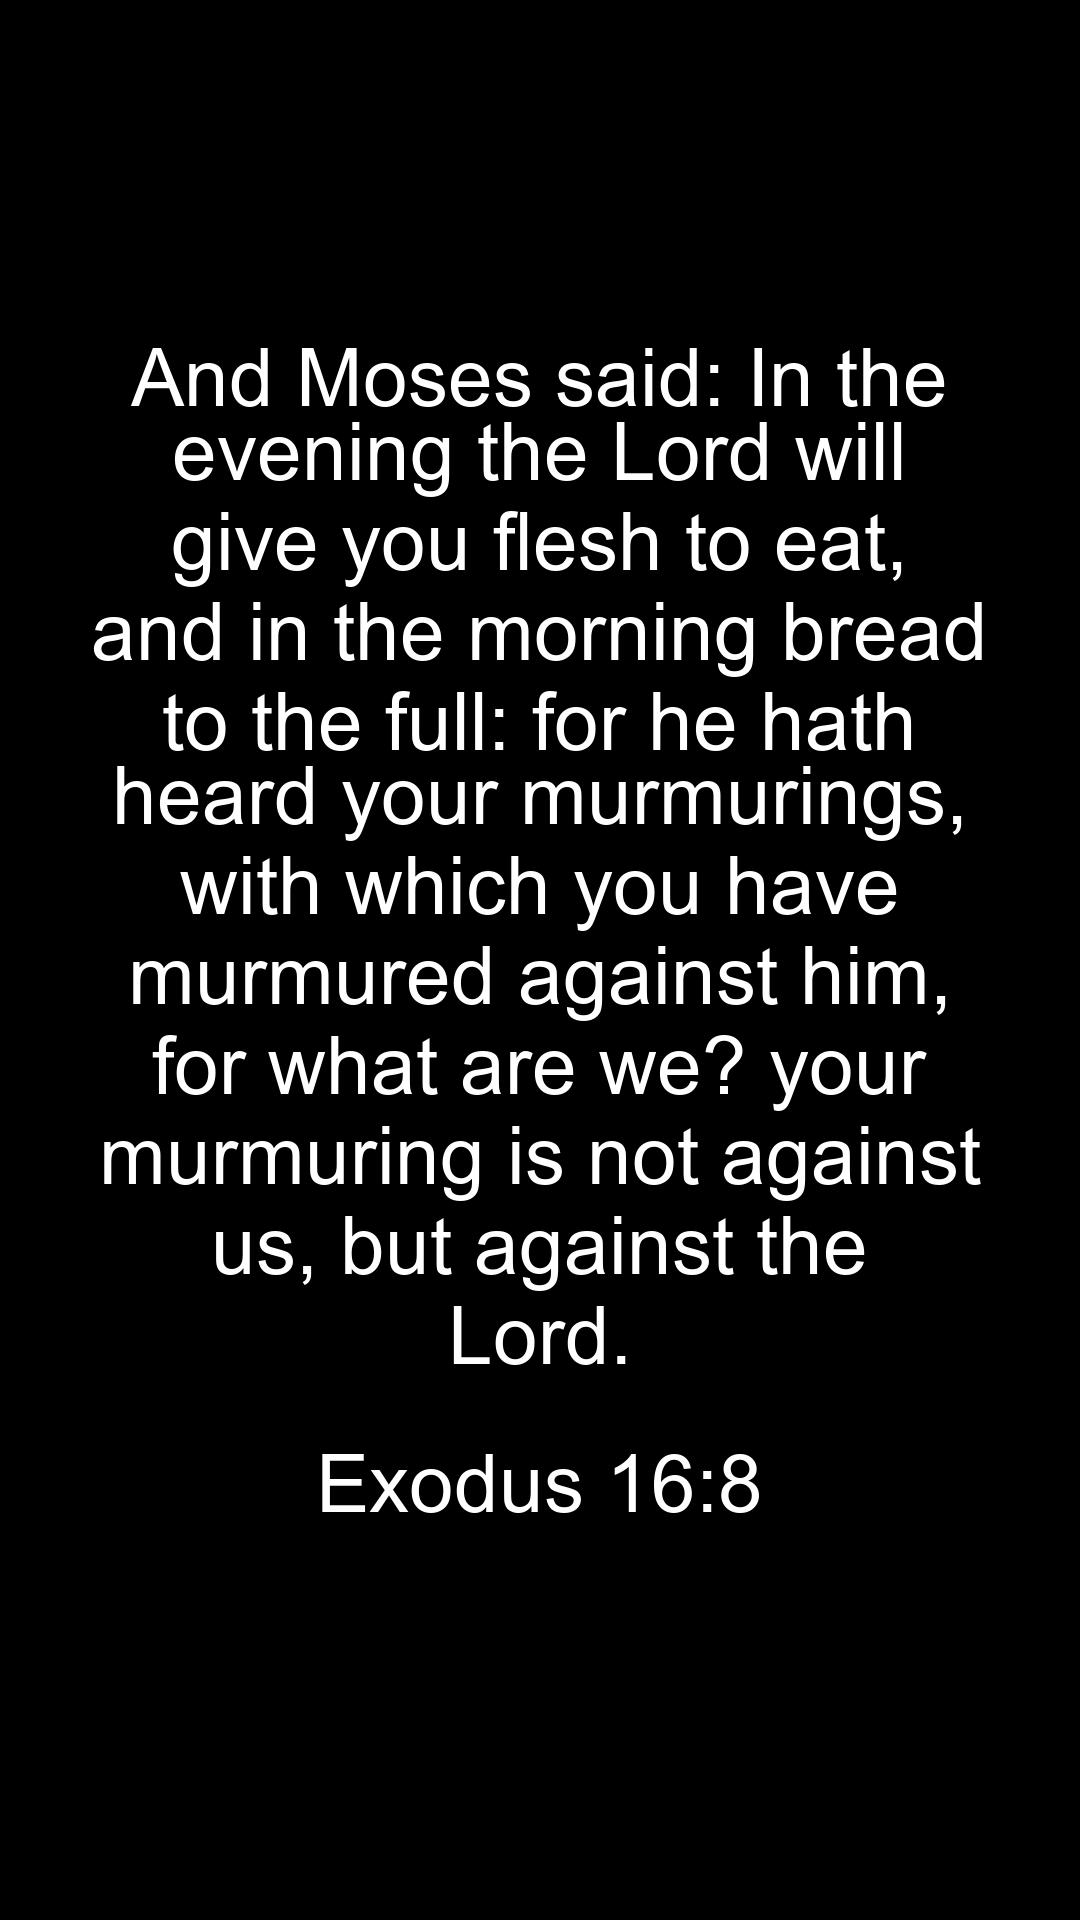 And Moses said: In the
evening the Lord will
give you flesh to eat,
and in the morning bread
to the full: for he hath
heard your murmurings,
with which you have
murmured against him,
for what are we? your
murmuring is not against
us, but against the
Lord.
Exodus 16:8